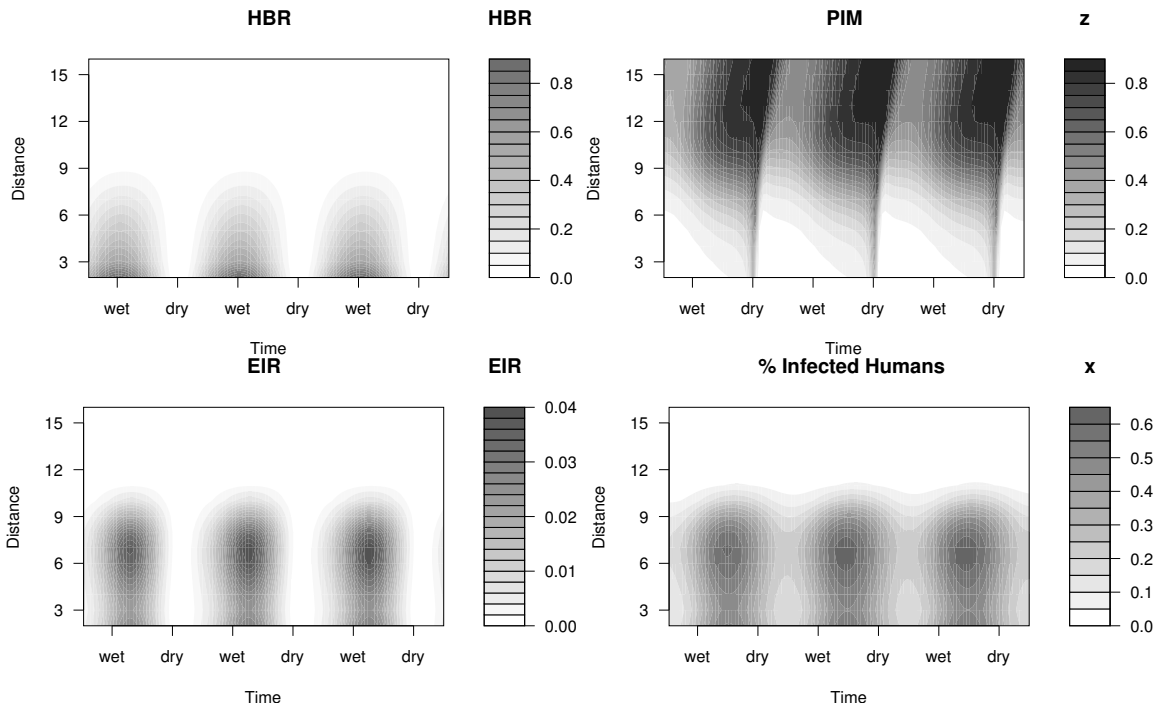 HBR
HBR
Distance
15
12
9
6
3
0.8
0.6
0.4
0.2
0.0
wet dry wet dry wet dry
Time
PIM
z
Distance
15
12
9
6
3
0.8
0.6
0.4
0.2
0.0
wet dry wet dry wet dry
Time
EIR
EIR
Distance
15
12
9
6
3
0.04
0.03
0.02
0.01
0.00
wet dry wet dry wet dry
Time
% Infected Humans
x
Distance
15
12
9
6
3
0.6
0.5
0.4
0.3
0.2
0.1
0.0
wet dry wet dry wet dry
Time